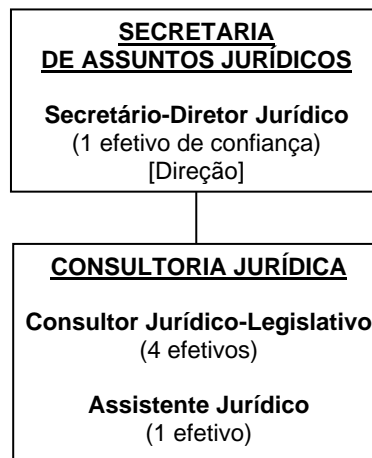 SECRETARIA
DE ASSUNTOS JURÍDICOS
Secretário-Diretor Jurídico
(1 efetivo de confiança)
[Direção]
CONSULTORIA JURÍDICA
Consultor Jurídico-Legislativo
(4 efetivos)
Assistente Jurídico
(1 efetivo)